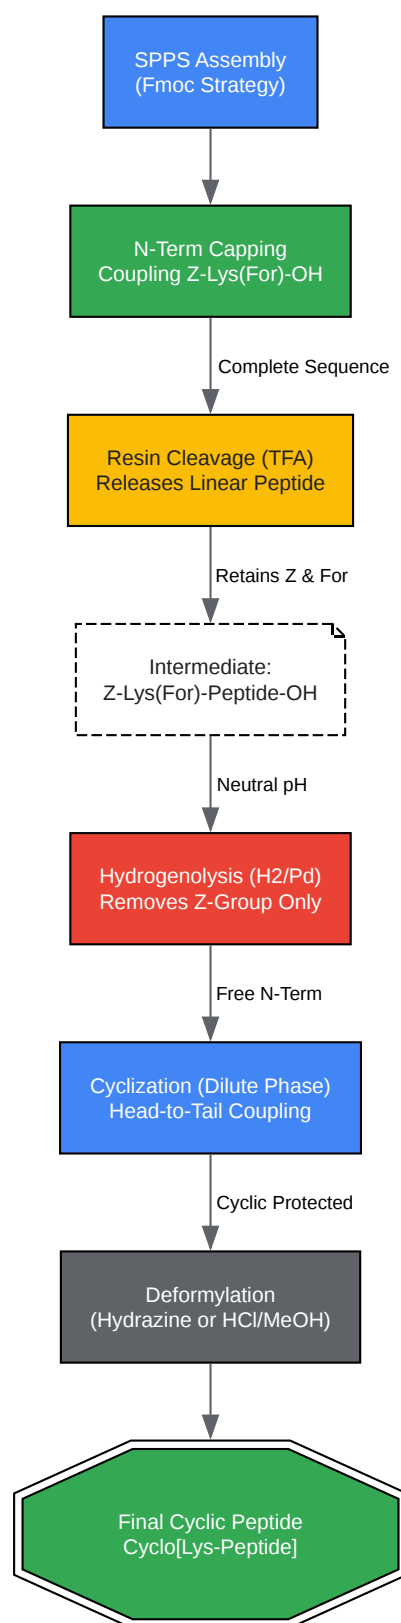 SPPS Assembly
(Fmoc Strategy)
N-Term Capping
Coupling Z-Lys(For)-OH
Complete Sequence
Resin Cleavage (TFA)
Releases Linear Peptide
Retains Z & For
Intermediate:
Z-Lys(For)-Peptide-OH
Neutral pH
Hydrogenolysis (H2/Pd)
Removes Z-Group Only
Free N-Term
Cyclization (Dilute Phase)
Head-to-Tail Coupling
Cyclic Protected
Deformylation
(Hydrazine or HCl/MeOH)
Final Cyclic Peptide
Cyclo[Lys-Peptide]